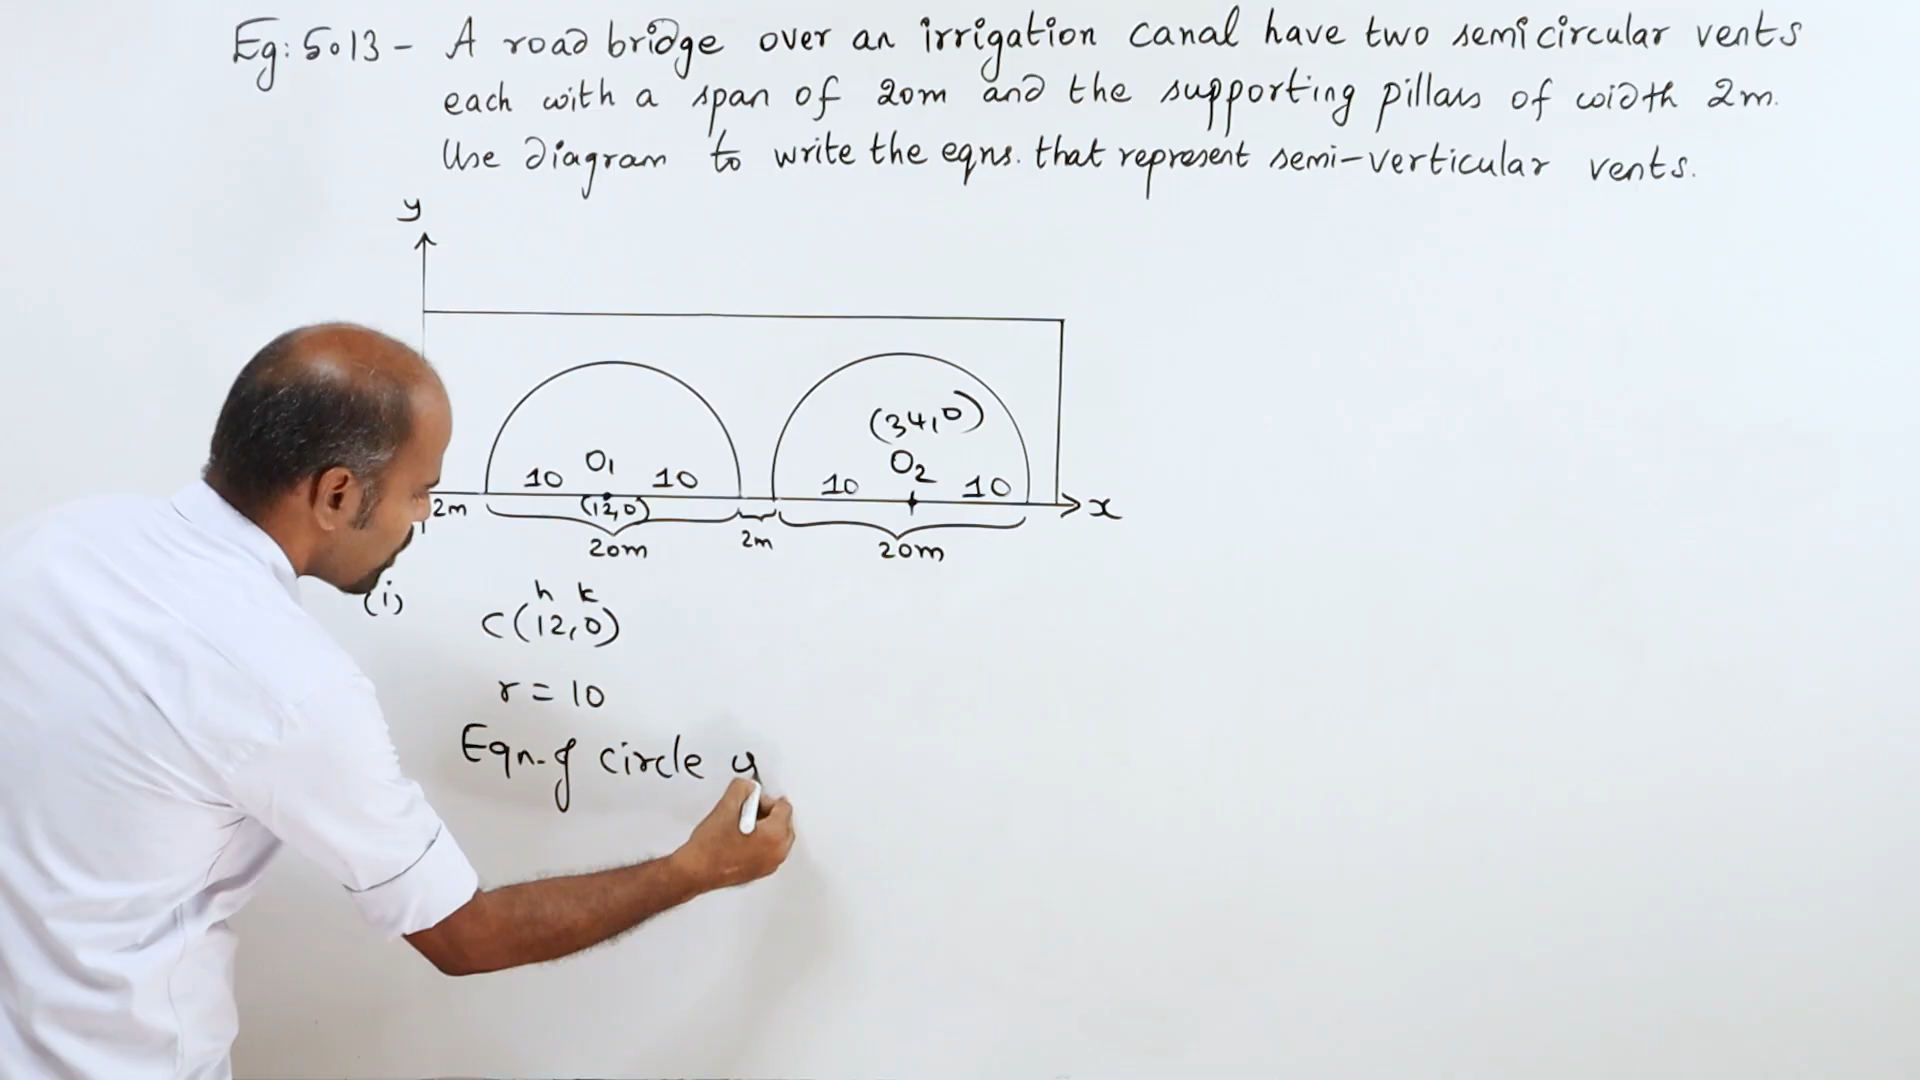 Eg: 5.13 - A road bridge over an irrigation canal have two semicircular vents
each with a span of 20m and the supporting pillars of width 2m.
Use diagram to write the eqns. that represent semi-verticular vents.
y
(34,0)
10 O1 10
10 O2 10
2m (12,0) x
20m 2m 20m
(i)
h k
C(12,0)
r = 10
Eqn. of circle y